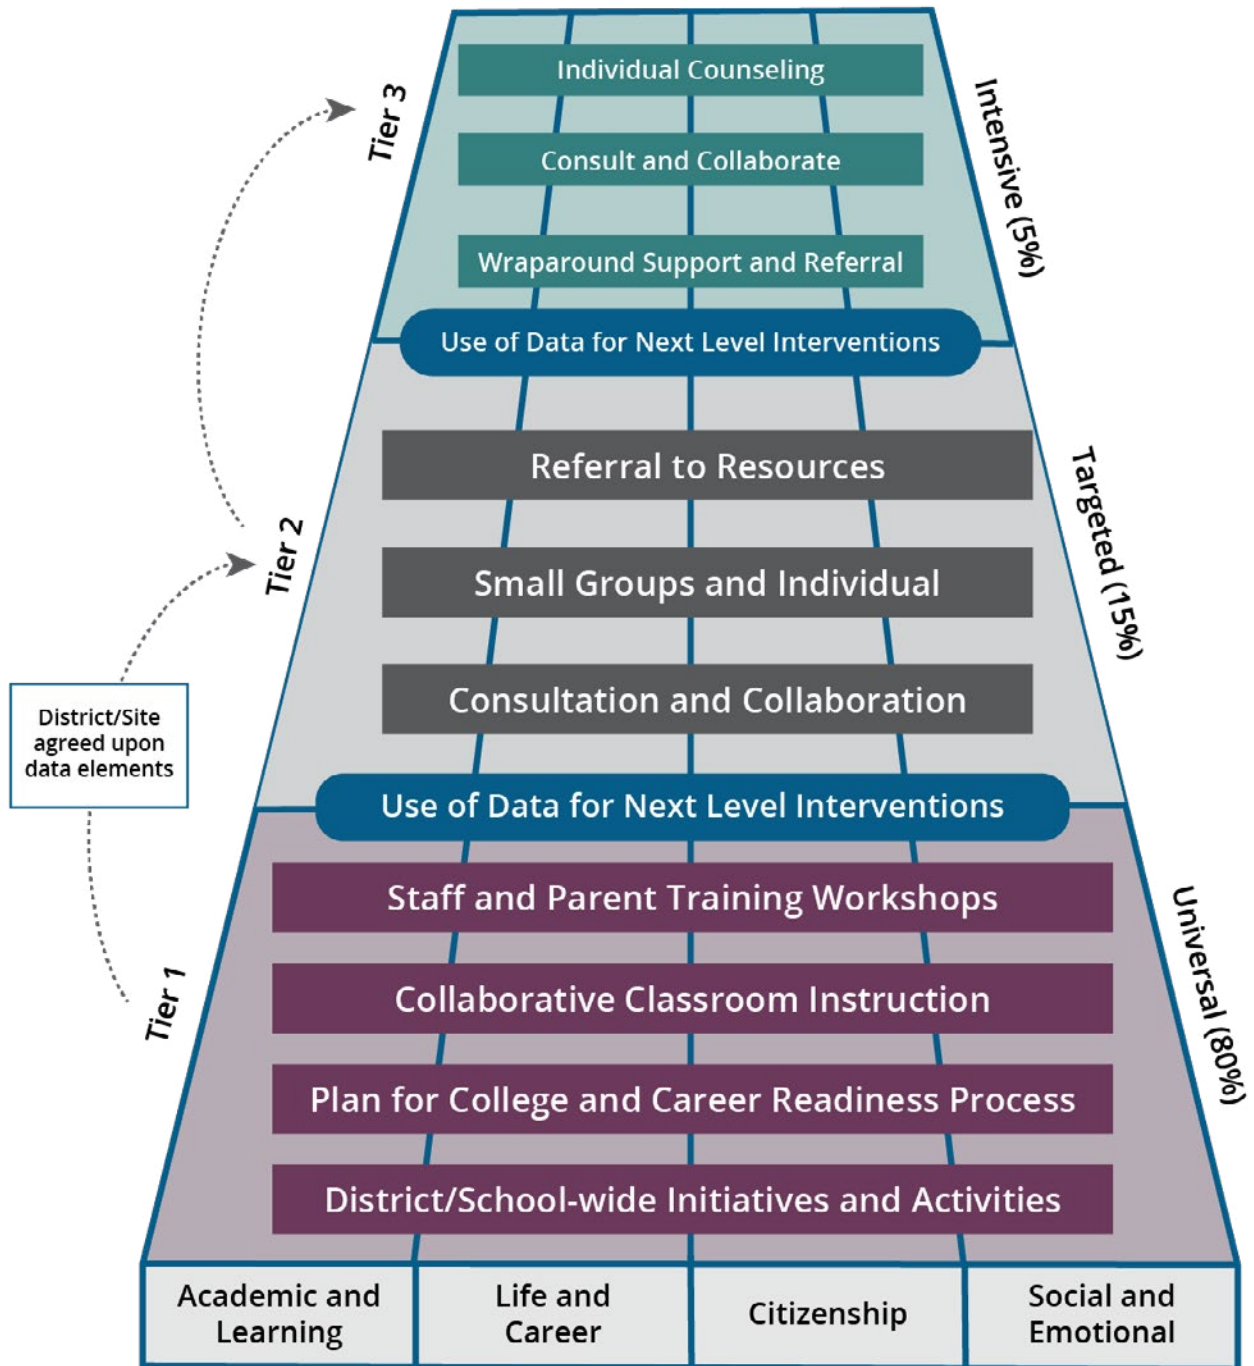 Tier 3
Individual Counseling
Consult and Collaborate
Wraparound Support and Referral
Intensive (5%)
Use of Data for Next Level Interventions
Tier 2
Referral to Resources
Small Groups and Individual
Consultation and Collaboration
Targeted (15%)
District/Site
agreed upon
data elements
Use of Data for Next Level Interventions
Tier 1
Staff and Parent Training Workshops
Collaborative Classroom Instruction
Plan for College and Career Readiness Process
District/School-wide Initiatives and Activities
Universal (80%)
Academic and
Learning
Life and
Career
Citizenship
Social and
Emotional